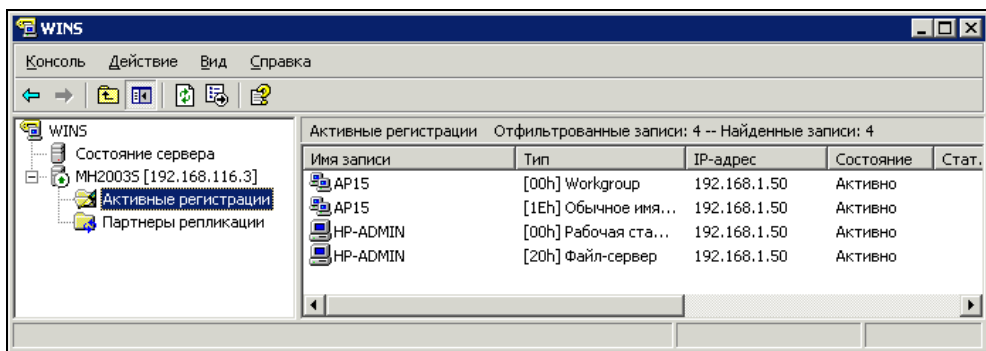 WINS
Консоль Действие Вид Справка
WINS
Состояние сервера
MH2003S [192.168.116.3]
Активные регистрации
Партнеры репликации
Активные регистрации Отфильтрованные записи: 4 -- Найденные записи: 4
Имя записи Тип IP-адрес Состояние Стат.
AP15 [00h] Workgroup 192.168.1.50 Активно
AP15 [1Eh] Обычное имя... 192.168.1.50 Активно
HP-ADMIN [00h] Рабочая ста... 192.168.1.50 Активно
HP-ADMIN [20h] Файл-сервер 192.168.1.50 Активно